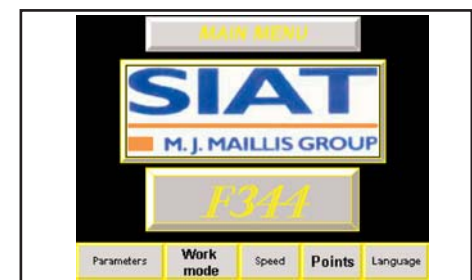 MAIN MENU
SIAT
M. J. MAILLIS GROUP
F344
Parameters Work mode Speed Points Language